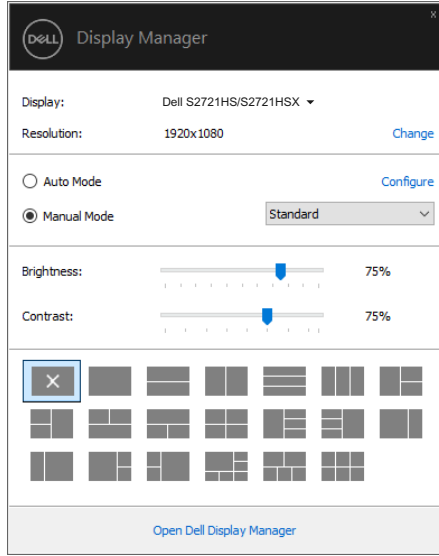 x
DELL Display Manager
Display: Dell S2721HS/S2721HSX
Resolution: 1920x1080 Change
Auto Mode Configure
Manual Mode Standard
Brightness: 75%
Contrast: 75%
Open Dell Display Manager